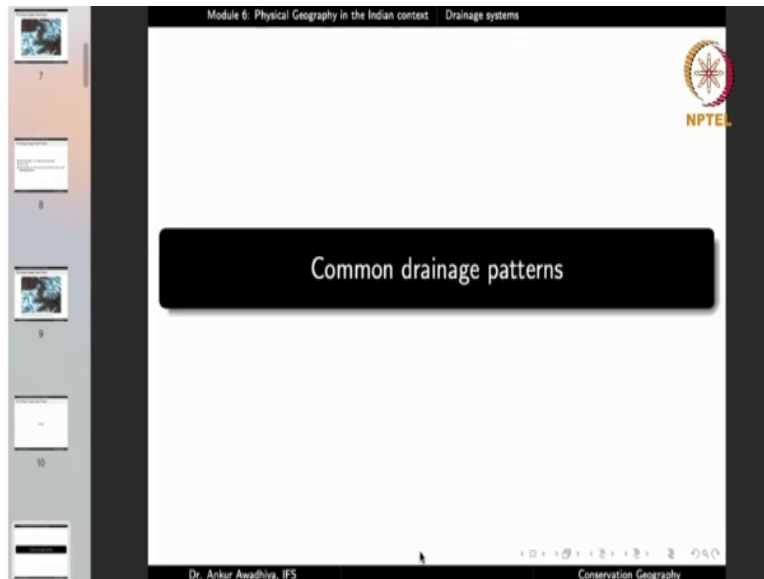 Module 6: Physical Geography in the Indian context Drainage systems
NPTEL
7
8
9
10
Common drainage patterns
Dr. Ankur Awadhiya, IFS Conservation Geography